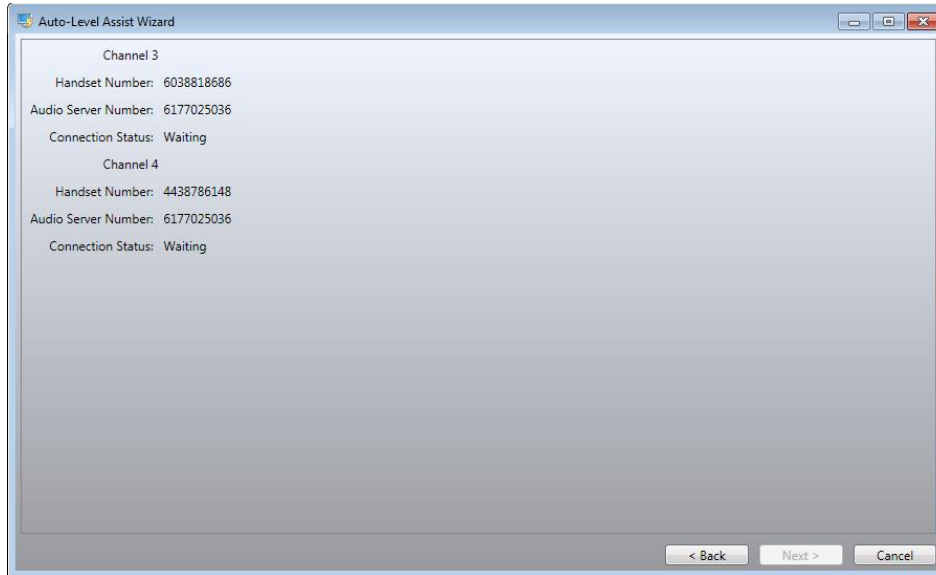 Auto-Level Assist Wizard
Channel 3
Handset Number: 6038818686
Audio Server Number: 6177025036
Connection Status: Waiting
Channel 4
Handset Number: 4438786148
Audio Server Number: 6177025036
Connection Status: Waiting
< Back Next > Cancel